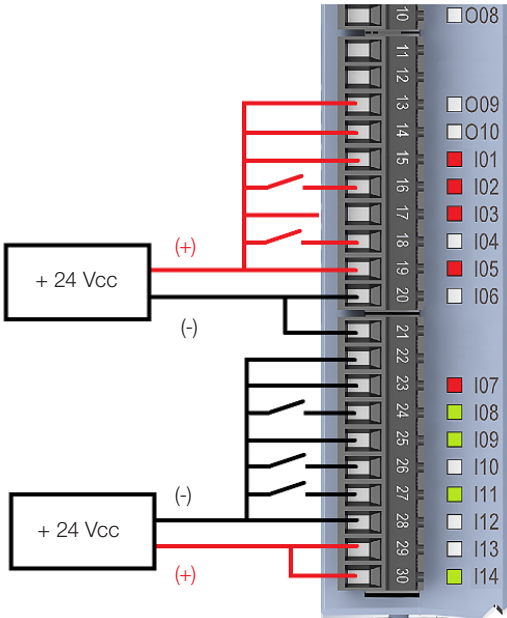 10 O08
11
12
13 O09
14 O10
15 I01
16 I02
17 I03
(+) 18 I04
+ 24 Vcc 19 I05
20 I06
(-) 21
22
23 I07
24 I08
25 I09
26 I10
(-) 27 I11
+ 24 Vcc 28 I12
29 I13
(+) 30 I14